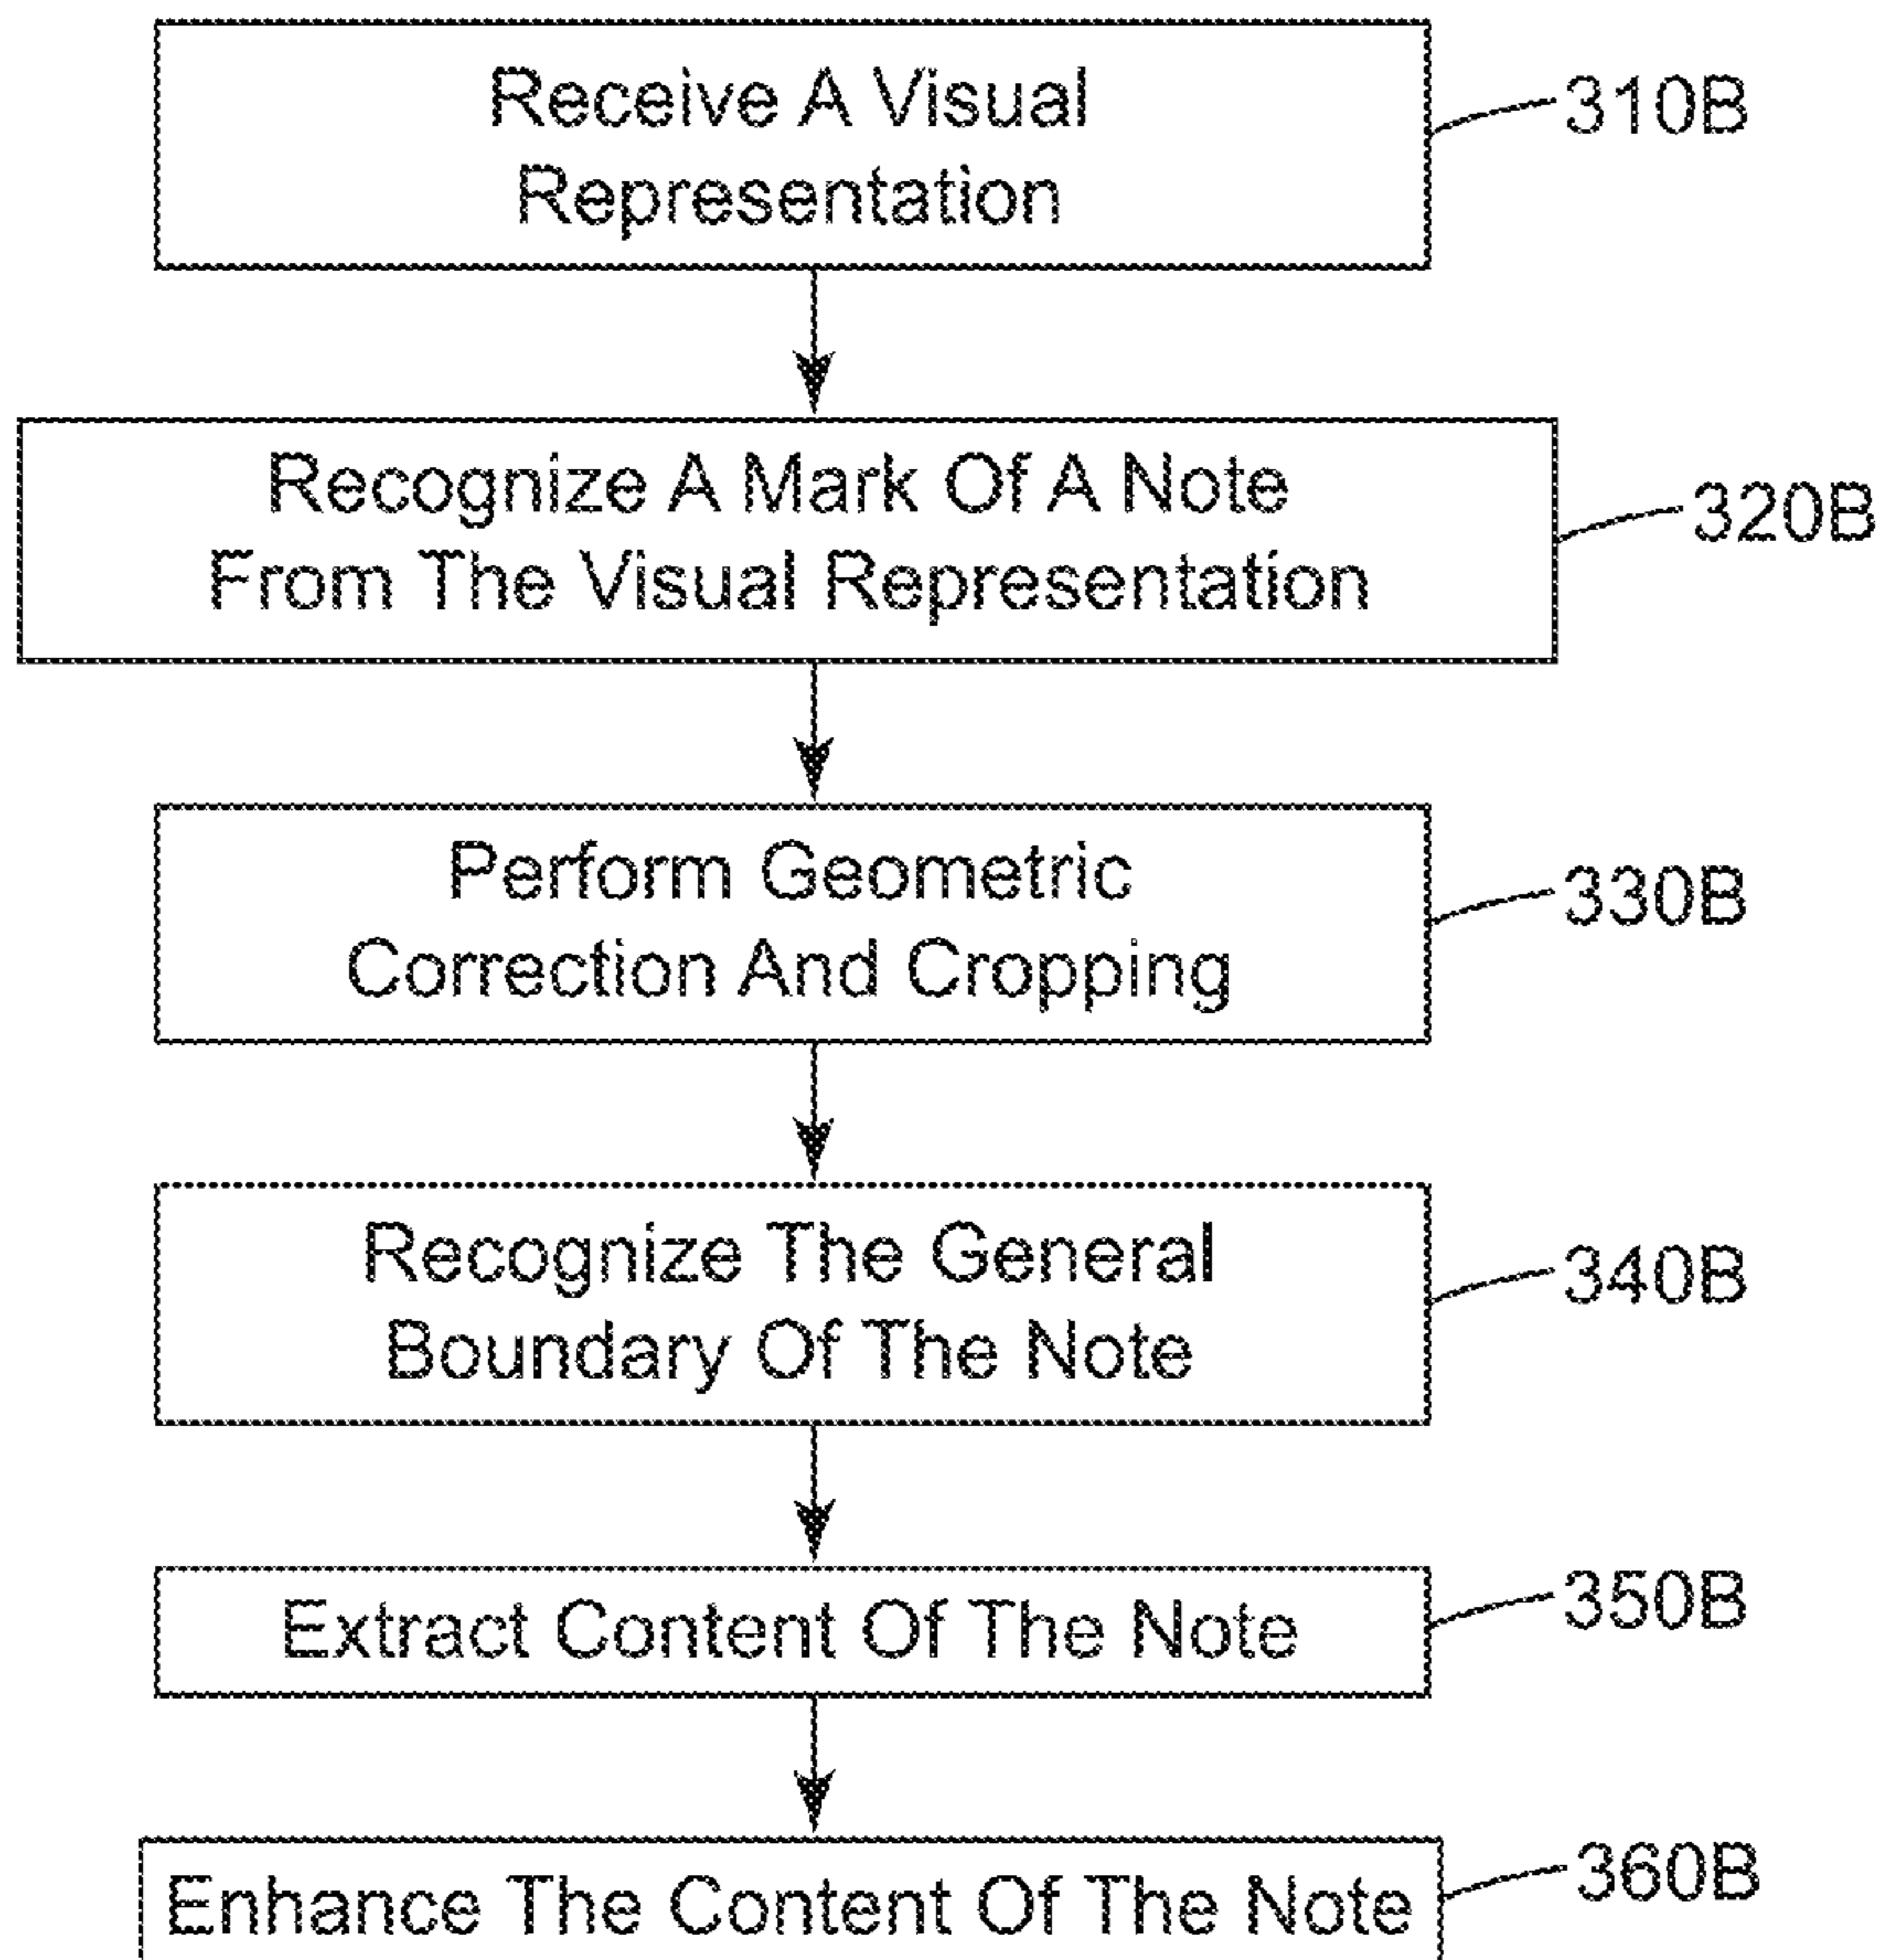 Receive A Visual
Representation
310B
Recognize A Mark Of A Note
From The Visual Representation
320B
Perform Geometric
Correction And Cropping
330B
Recognize The General
Boundary Of The Note
340B
Extract Content Of The Note
350B
Enhance The Content Of The Note
360B